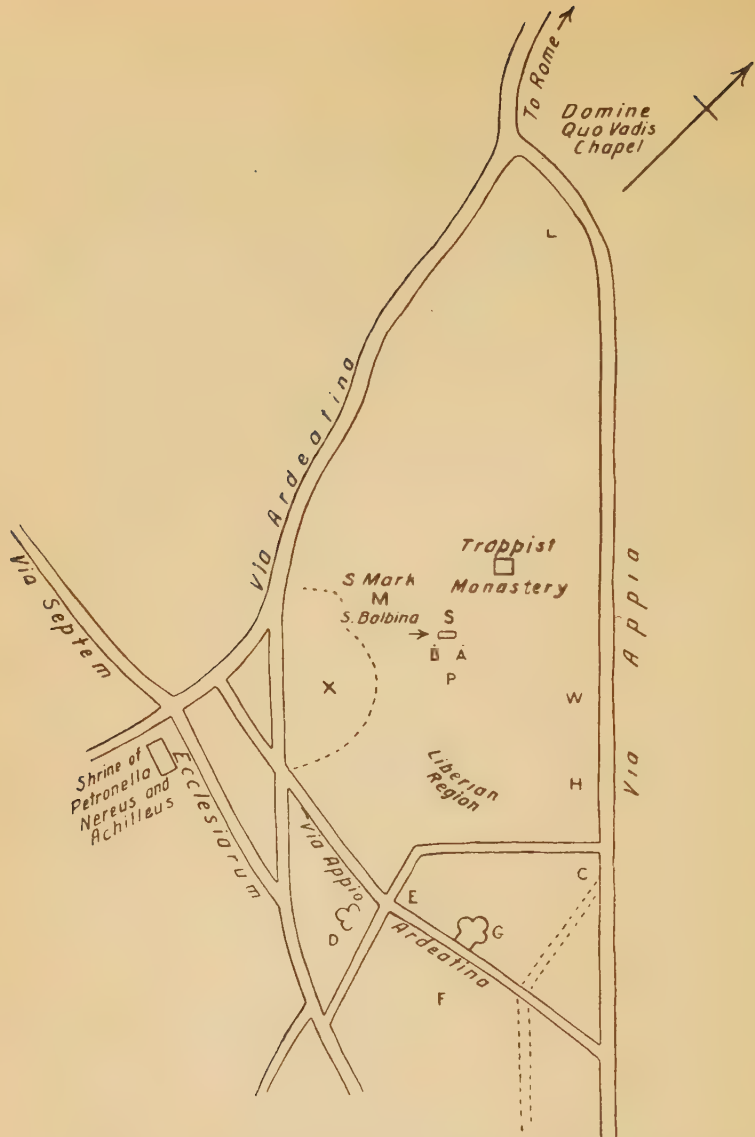 To Rome
Domine
Quo Vadis
Chapel
L
Via Ardeatina
Via Septem
Ecclesiarum
Trappist
Monastery
S Mark
M
S. Balbina
S
B
A
P
X
W
Via Appia
Shrine of
Petronella
Nereus and
Achilleus
Liberian
Region
H
Via Appio
Ardeatina
C
E
D
G
F